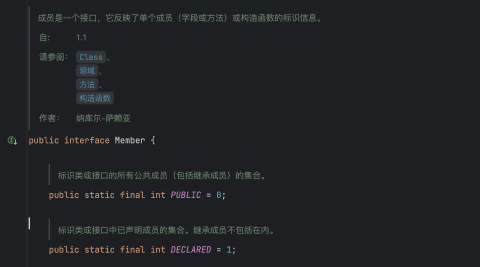 成员是一个接口，它反映了单个成员（字段或方法）或构造函数的标识信息。
自: 1.1
请参阅: Class、
领域、
方法、
构造函数
作者: 纳库尔-萨赖亚
public interface Member {
标识类或接口的所有公共成员（包括继承成员）的集合。
public static final int PUBLIC = 0;
标识类或接口中已声明成员的集合。继承成员不包括在内。
public static final int DECLARED = 1;